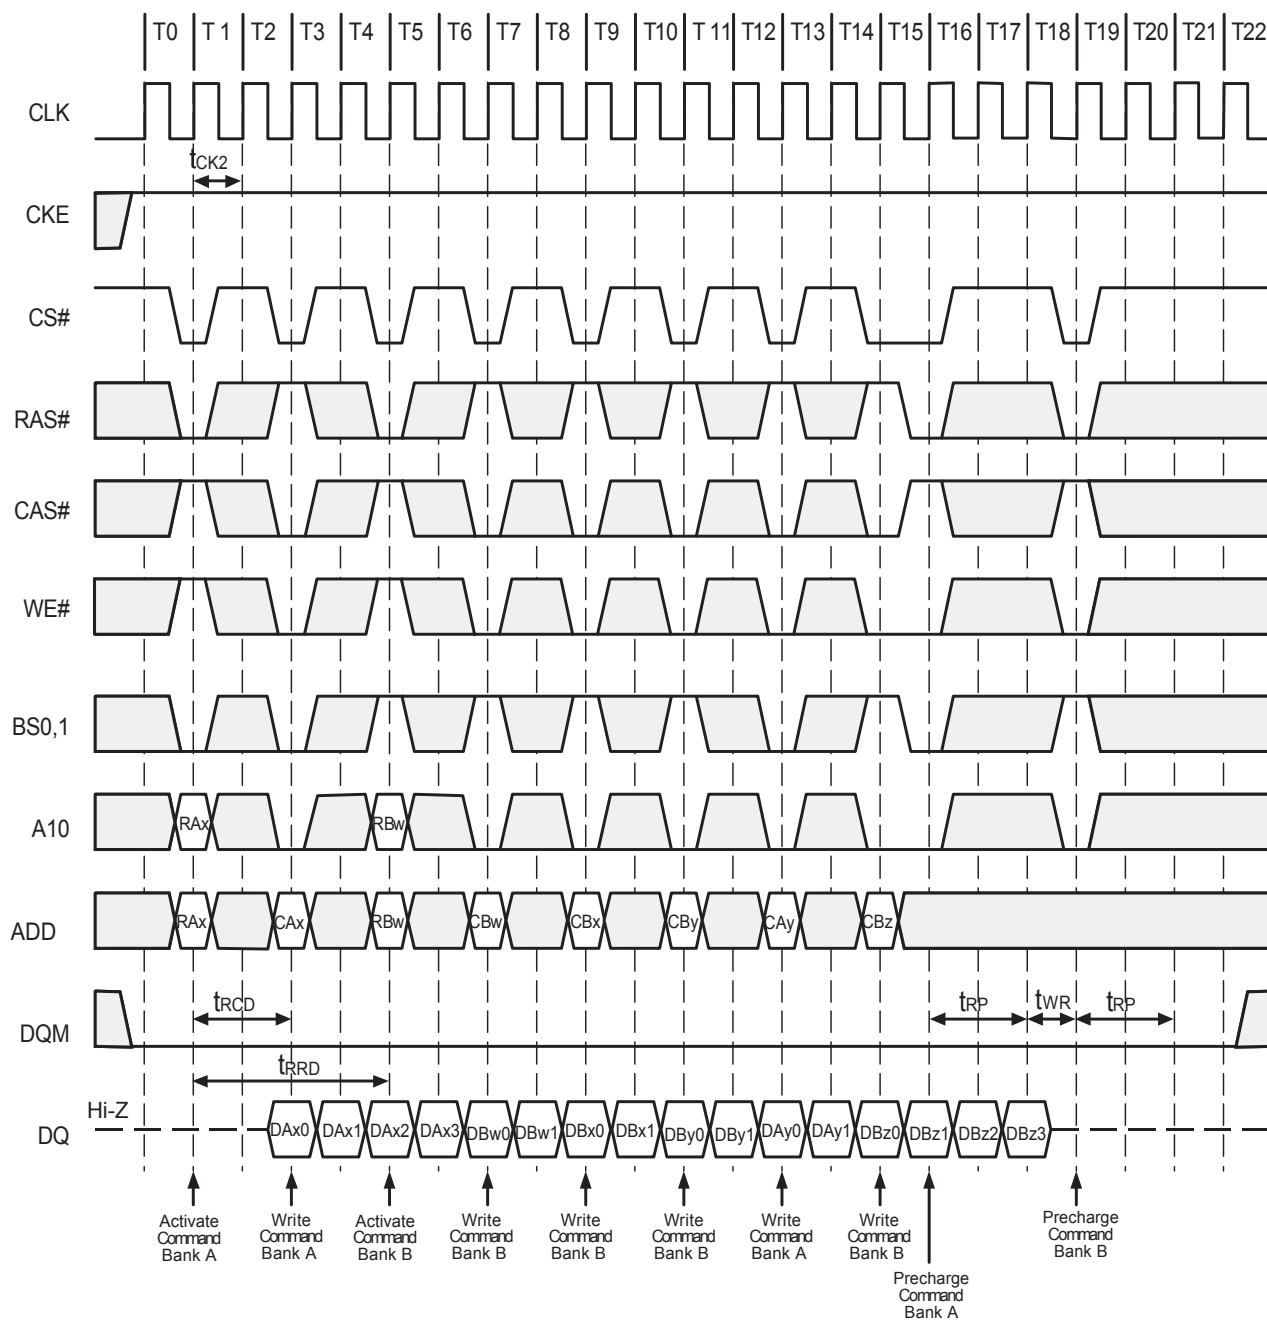 T0 T 1 T2 T3 T4 T5 T6 T7 T8 T9 T10 T 11 T12 T13 T14 T15 T16 T17 T18 T19 T20 T21 T22
CLK
tCK2
CKE
CS#
RAS#
CAS#
WE#
BS0,1
A10 RAx RBw
ADD RAx CAx RBw CBw CBx CBy CAy CBz
tRCD tRP tWR tRP
DQM
tRRD
Hi-Z
DQ DAx0 DAx1 DAx2 DAx3 DBw0 DBw1 DBx0 DBx1 DBy0 DBy1 DAy0 DAy1 DBz0 DBz1 DBz2 DBz3
Activate
Command
Bank A
Write
Command
Bank A
Activate
Command
Bank B
Write
Command
Bank B
Write
Command
Bank B
Write
Command
Bank B
Write
Command
Bank A
Write
Command
Bank B
Precharge
Command
Bank A
Precharge
Command
Bank B